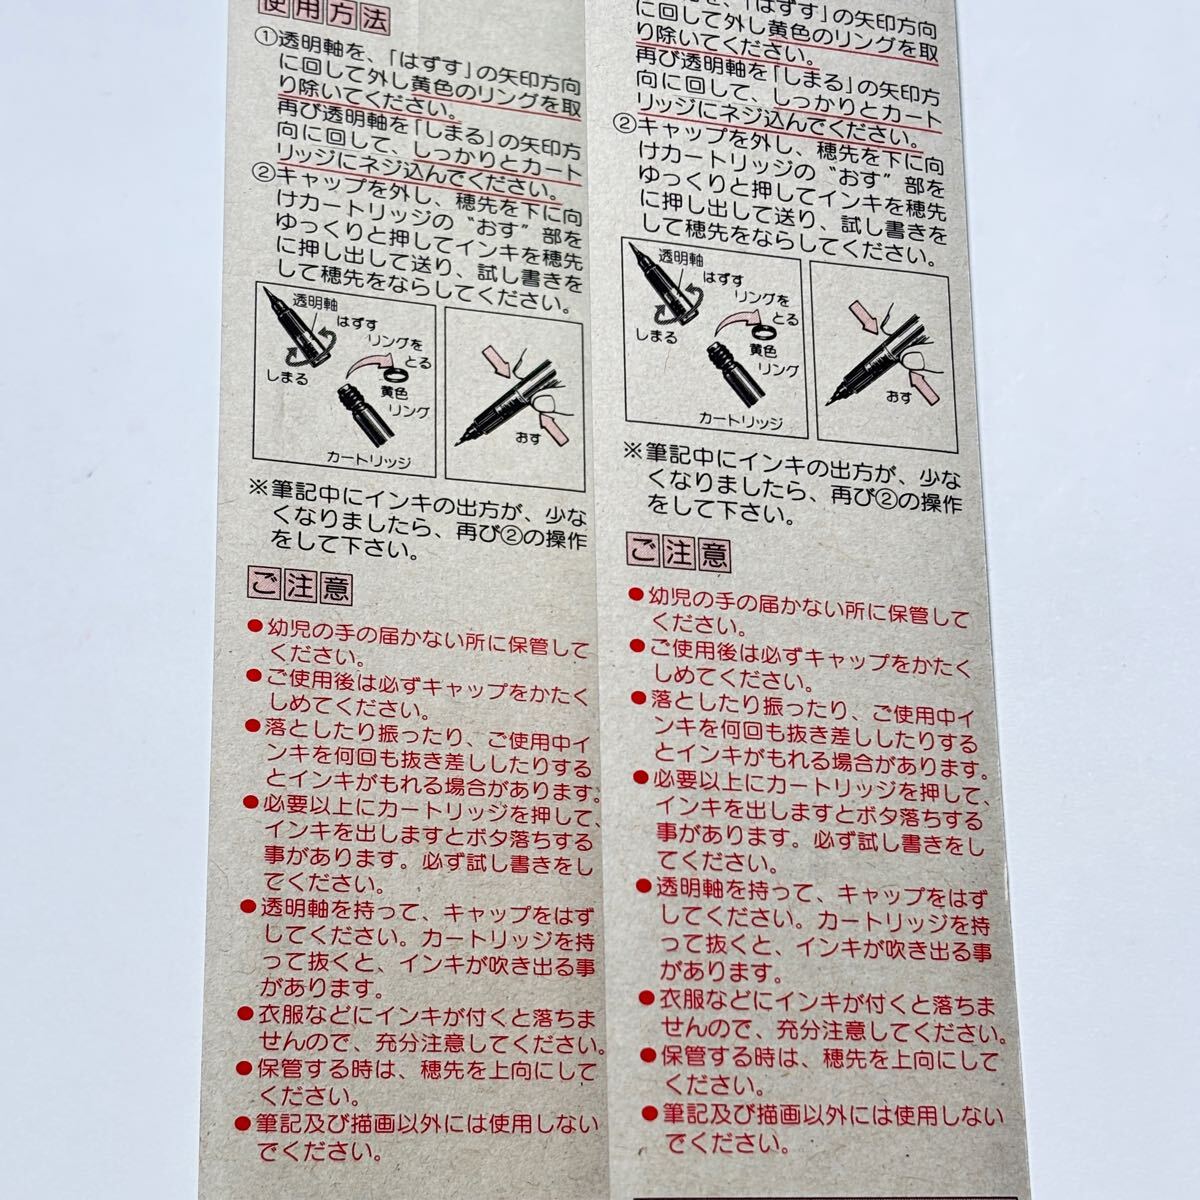 使用方法
①透明軸を、「はずす」の矢印方向
に回して外し黄色のリングを取
り除いてください。
再び透明軸を「しまる」の矢印方
向に回して、しっかりとカート
リッジにネジ込んでください。
②キャップを外し、穂先を下に向
けカートリッジの〝おす〟部を
ゆっくりと押してインキを穂先
に押し出して送り、試し書きを
して穂先をならしてください。
透明軸
はずす
リングを
とる
しまる
黄色
リング
カートリッジ
おす
※筆記中にインキの出方が、少な
くなりましたら、再び②の操作
をして下さい。
ご注意
●幼児の手の届かない所に保管して
ください。
●ご使用後は必ずキャップをかたく
しめてください。
●落としたり振ったり、ご使用中イ
ンキを何回も抜き差ししたりする
とインキがもれる場合があります。
●必要以上にカートリッジを押して、
インキを出しますとボタ落ちする
事があります。必ず試し書きをし
てください。
●透明軸を持って、キャップをはず
してください。カートリッジを持
って抜くと、インキが吹き出る事
があります。
●衣服などにインキが付くと落ちま
せんので、充分注意してください。
●保管する時は、穂先を上向にして
ください。
●筆記及び描画以外には使用しない
でください。
「はずす」の矢印方向
に回して外し黄色のリングを取
り除いてください。
再び透明軸を「しまる」の矢印方
向に回して、しっかりとカート
リッジにネジ込んでください。
②キャップを外し、穂先を下に向
けカートリッジの〝おす〟部を
ゆっくりと押してインキを穂先
に押し出して送り、試し書きを
して穂先をならしてください。
透明軸
はずす
リングを
とる
しまる
黄色
リング
カートリッジ
おす
※筆記中にインキの出方が、少な
くなりましたら、再び②の操作
をして下さい。
ご注意
●幼児の手の届かない所に保管して
ください。
●ご使用後は必ずキャップをかたく
しめてください。
●落としたり振ったり、ご使用中イ
ンキを何回も抜き差ししたりする
とインキがもれる場合があります。
●必要以上にカートリッジを押して、
インキを出しますとボタ落ちする
事があります。必ず試し書きをし
てください。
●透明軸を持って、キャップをはず
してください。カートリッジを持
って抜くと、インキが吹き出る事
があります。
●衣服などにインキが付くと落ちま
せんので、充分注意してください。
●保管する時は、穂先を上向にして
ください。
●筆記及び描画以外には使用しない
でください。